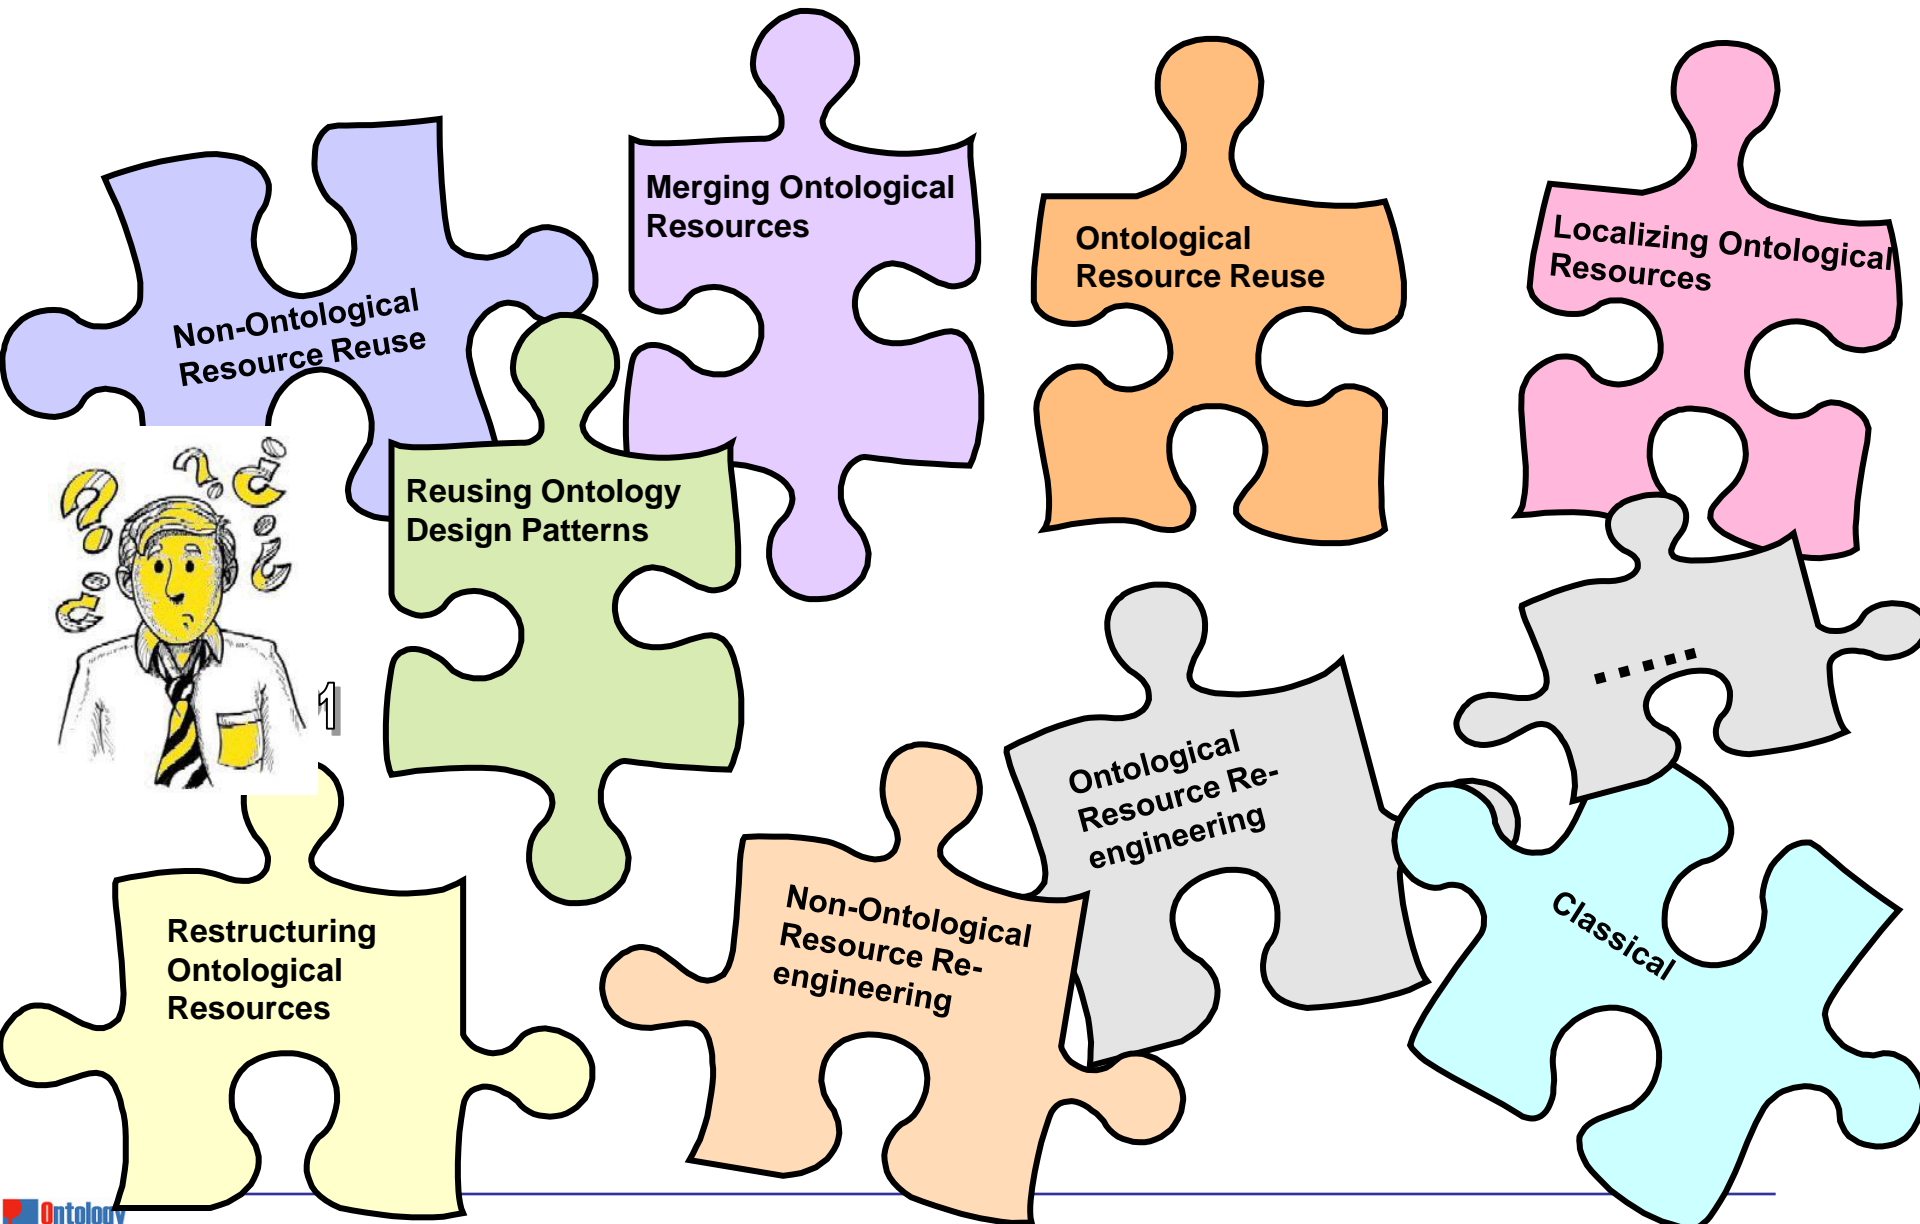 Merging Ontological
Resources
Ontological
Resource Reuse
Localizing Ontological
Resources
Non-Ontological
Resource Reuse
Reusing Ontology
Design Patterns
.....
1
Ontological
Resource Re-
engineering
Non-Ontological
Resource Re-
engineering
Classical
Restructuring
Ontological
Resources
Ontology